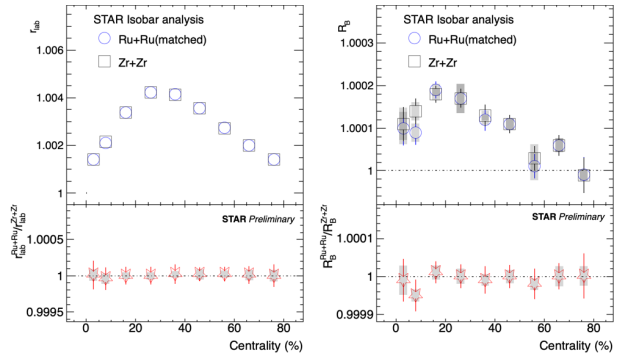 STAR Isobar analysis
Ru+Ru(matched)
Zr+Zr
r_lab
1.008
1.006
1.004
1.002
1
STAR Preliminary
r_lab^Ru+Ru/r_lab^Zr+Zr
1.0005
1
0.9995
0 20 40 60 80
Centrality (%)
STAR Isobar analysis
Ru+Ru(matched)
Zr+Zr
R_B
1.0003
1.0002
1.0001
1
STAR Preliminary
R_B^Ru+Ru/R_B^Zr+Zr
1.0001
1
0.9999
0 20 40 60 80
Centrality (%)